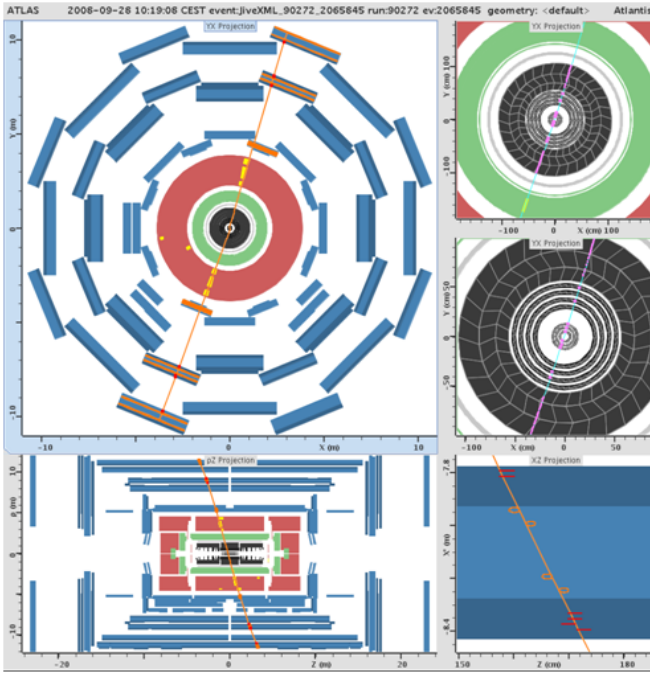 ATLAS 2008-09-28 10:19:08 CEST event:JiveXML_90272_2065845 run:90272 ev:2065845 geometry: <default> Atlantis
YX Projection
10
Y (m)
0
-10
-10 0 X (m) 10
YX Projection
100
Y (cm)
0
-100
-100 0 X (cm) 100
YX Projection
50
Y (cm)
0
-50
-50 0 X (cm) 50
ρZ Projection
10
ρ (m)
0
-10
-20 0 Z (m) 20
XZ Projection
-7.8
X' (m)
-8.4
150 Z (cm) 180